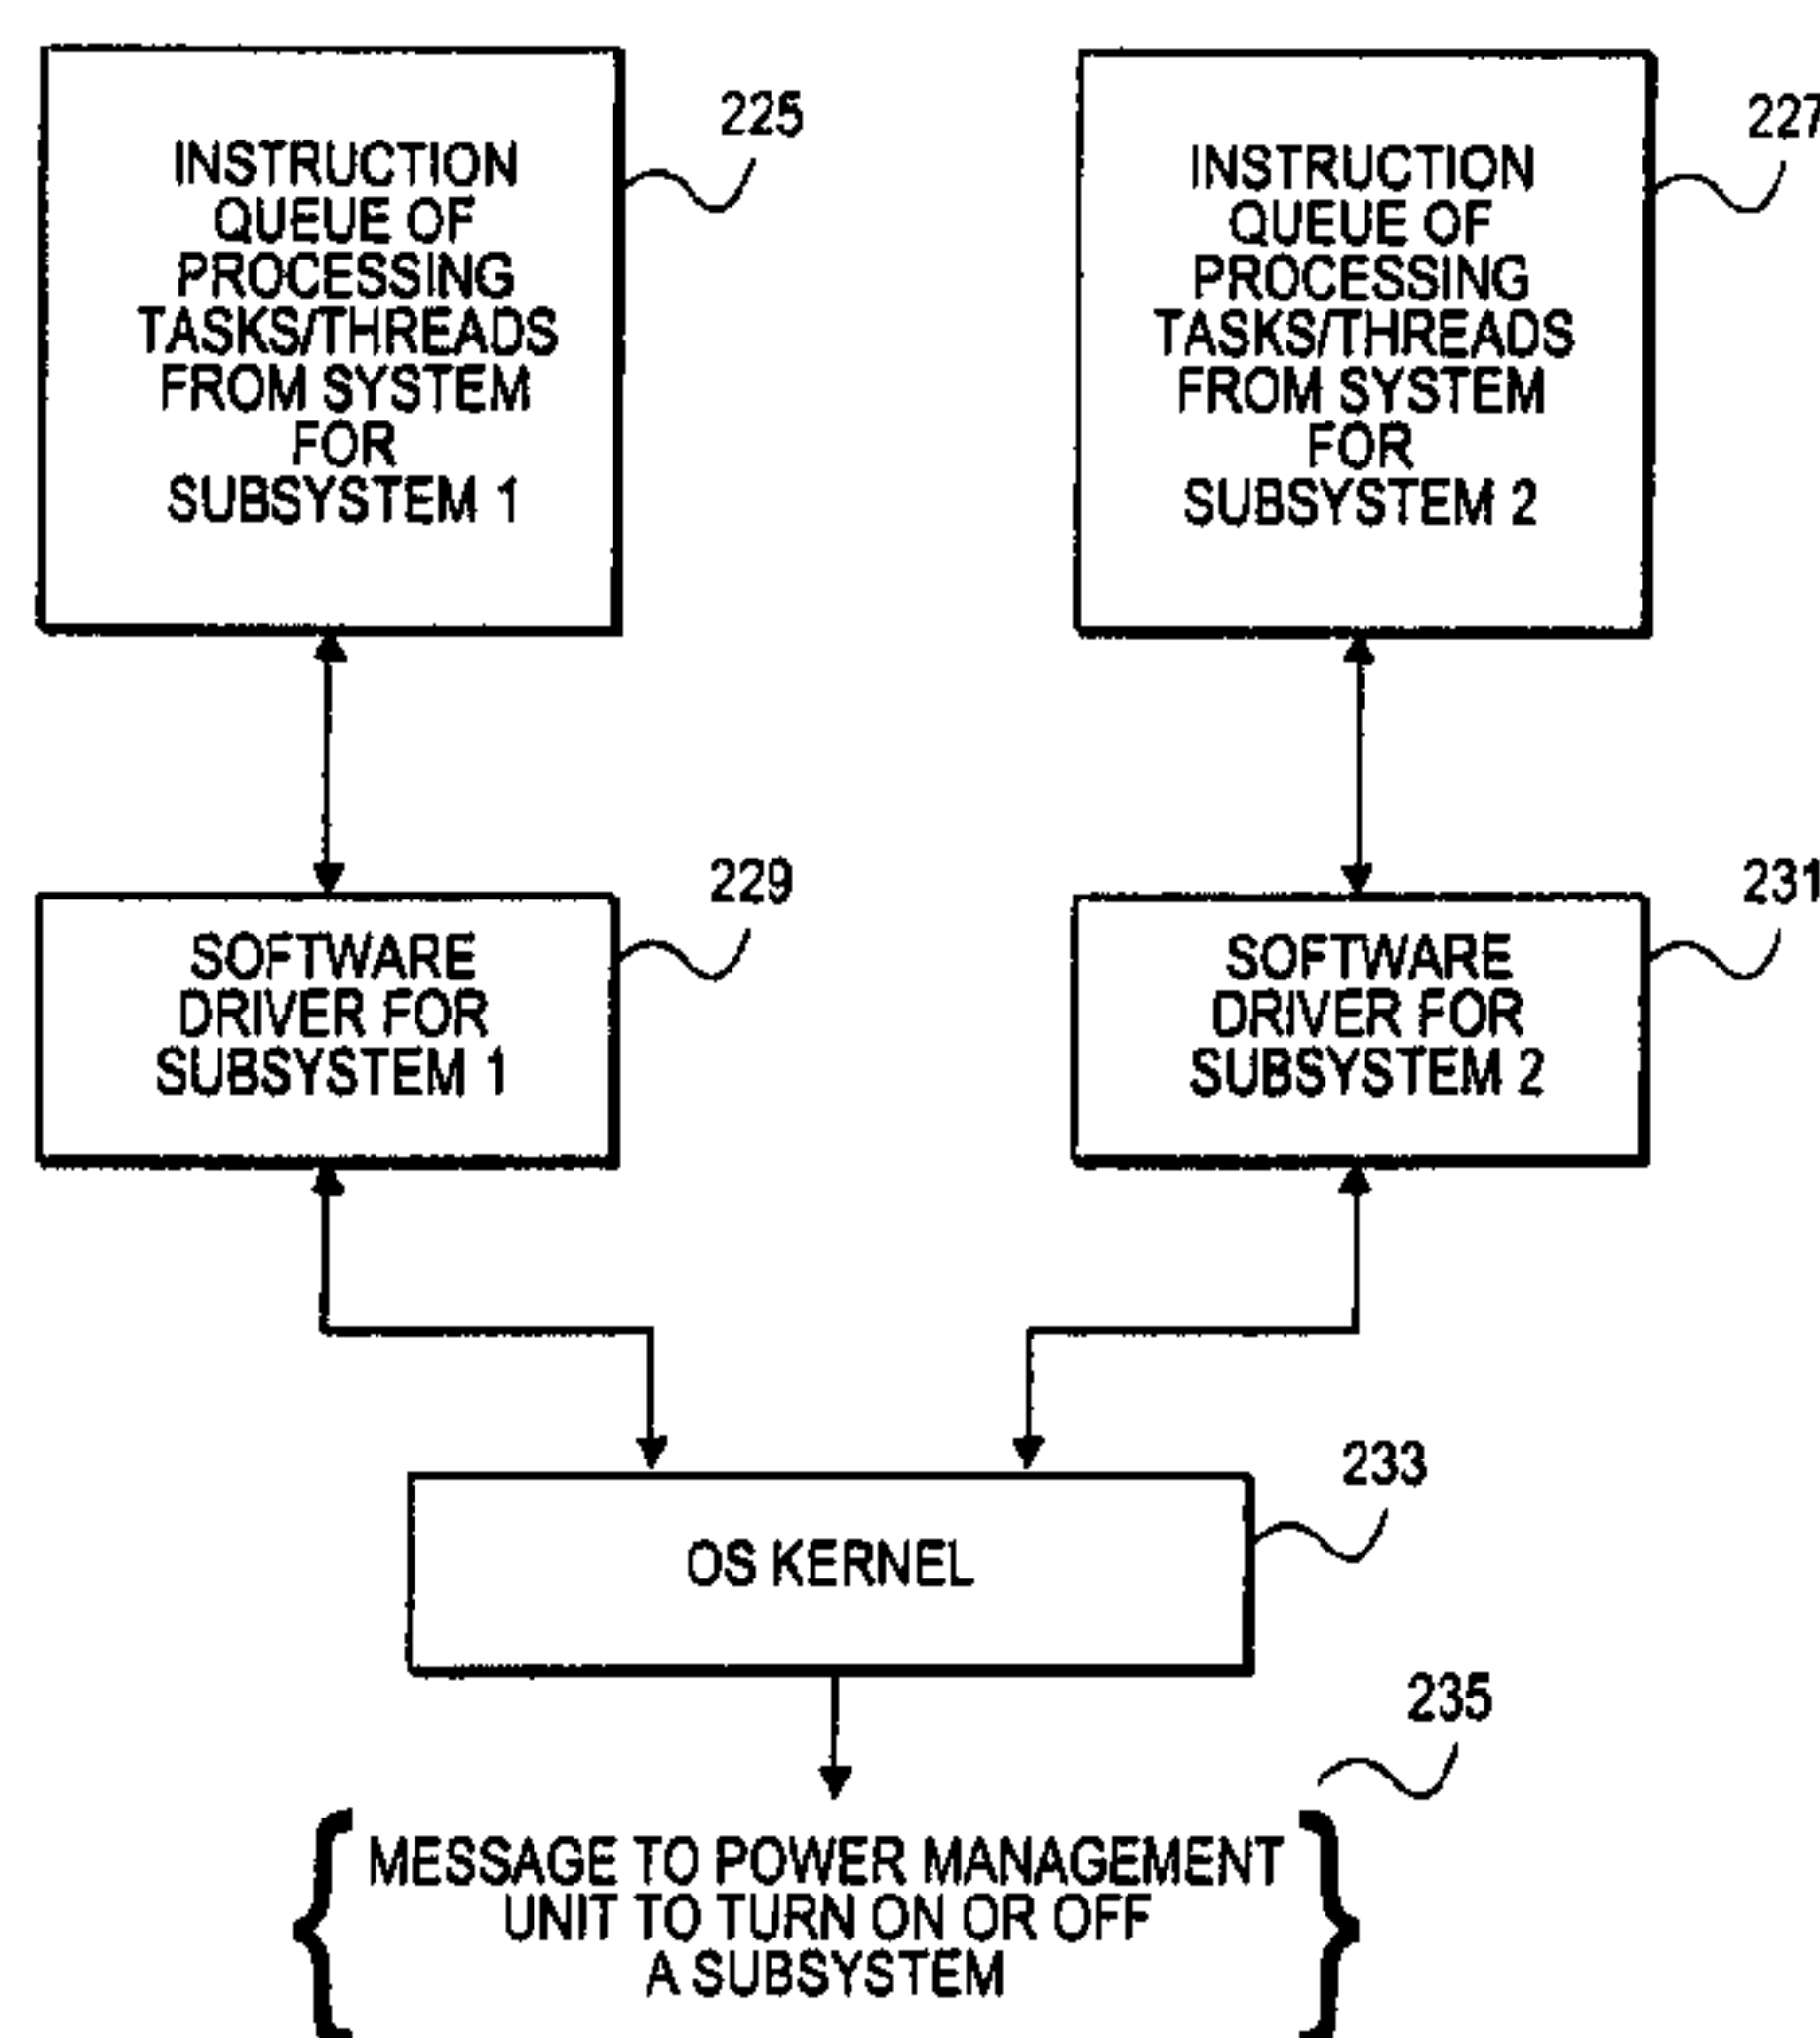 225
INSTRUCTION
QUEUE OF
PROCESSING
TASKS/THREADS
FROM SYSTEM
FOR
SUBSYSTEM 1
227
INSTRUCTION
QUEUE OF
PROCESSING
TASKS/THREADS
FROM SYSTEM
FOR
SUBSYSTEM 2
229
SOFTWARE
DRIVER FOR
SUBSYSTEM 1
231
SOFTWARE
DRIVER FOR
SUBSYSTEM 2
233
OS KERNEL
235
MESSAGE TO POWER MANAGEMENT
UNIT TO TURN ON OR OFF
A SUBSYSTEM